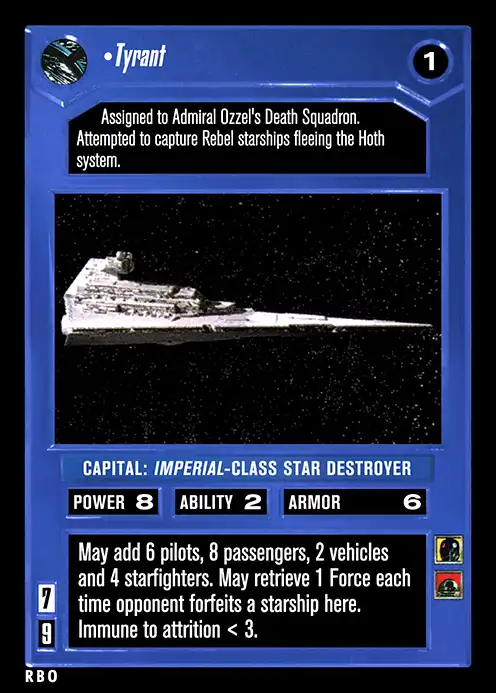 •Tyrant
1
Assigned to Admiral Ozzel's Death Squadron.
Attempted to capture Rebel starships fleeing the Hoth
system.
CAPITAL: IMPERIAL-CLASS STAR DESTROYER
POWER 8 ABILITY 2 ARMOR 6
May add 6 pilots, 8 passengers, 2 vehicles
and 4 starfighters. May retrieve 1 Force each
time opponent forfeits a starship here.
Immune to attrition < 3.
7
9
RBO